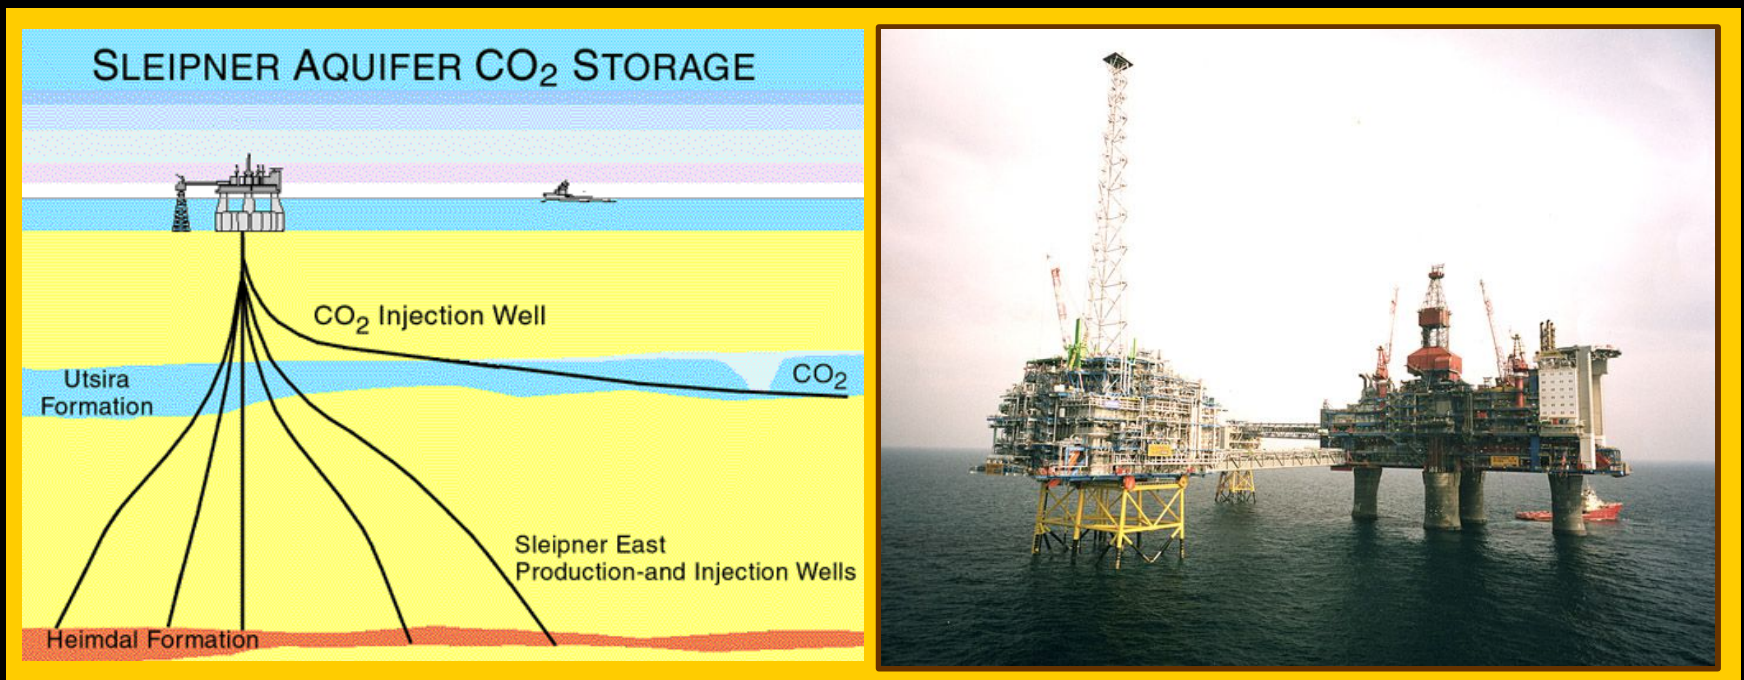 SLEIPNER AQUIFER CO₂ STORAGE
CO₂ Injection Well
Utsira
Formation
CO₂
Sleipner East
Production-and Injection Wells
Heimdal Formation